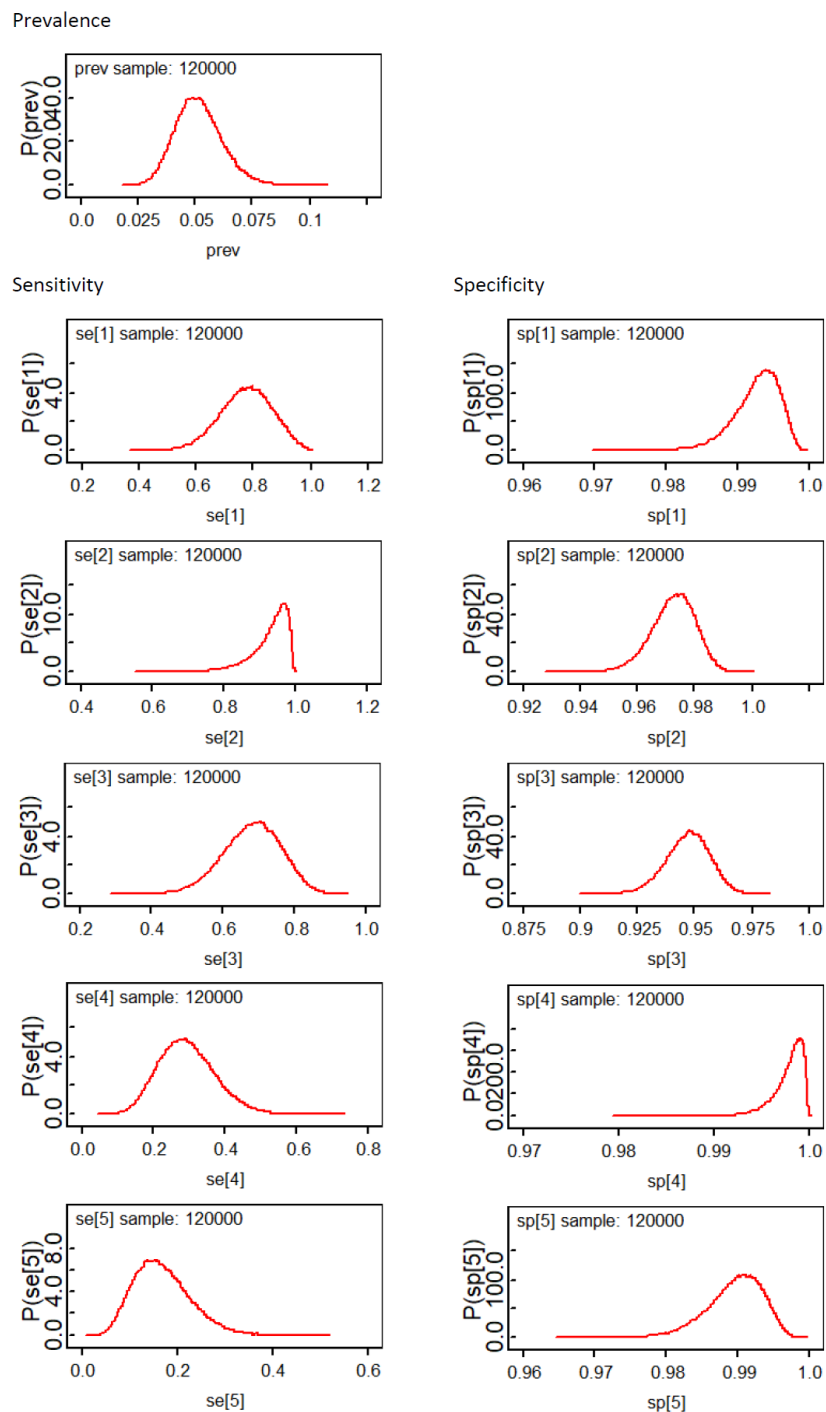 Prevalence
prev sample: 120000
P(prev)
0.0 20.0 40.0
0.0 0.025 0.05 0.075 0.1
prev
Sensitivity Specificity
se[1] sample: 120000
P(se[1])
0.0 4.0
0.2 0.4 0.6 0.8 1.0 1.2
se[1]
sp[1] sample: 120000
P(sp[1])
0.0 100.0
0.96 0.97 0.98 0.99 1.0
sp[1]
se[2] sample: 120000
P(se[2])
0.0 10.0
0.4 0.6 0.8 1.0 1.2
se[2]
sp[2] sample: 120000
P(sp[2])
0.0 40.0
0.92 0.94 0.96 0.98 1.0
sp[2]
se[3] sample: 120000
P(se[3])
0.0 4.0
0.2 0.4 0.6 0.8 1.0
se[3]
sp[3] sample: 120000
P(sp[3])
0.0 40.0
0.875 0.9 0.925 0.95 0.975 1.0
sp[3]
se[4] sample: 120000
P(se[4])
0.0 4.0
0.0 0.2 0.4 0.6 0.8
se[4]
sp[4] sample: 120000
P(sp[4])
0.0 200.0
0.97 0.98 0.99 1.0
sp[4]
se[5] sample: 120000
P(se[5])
0.0 4.0 8.0
0.0 0.2 0.4 0.6
se[5]
sp[5] sample: 120000
P(sp[5])
0.0 100.0
0.96 0.97 0.98 0.99 1.0
sp[5]